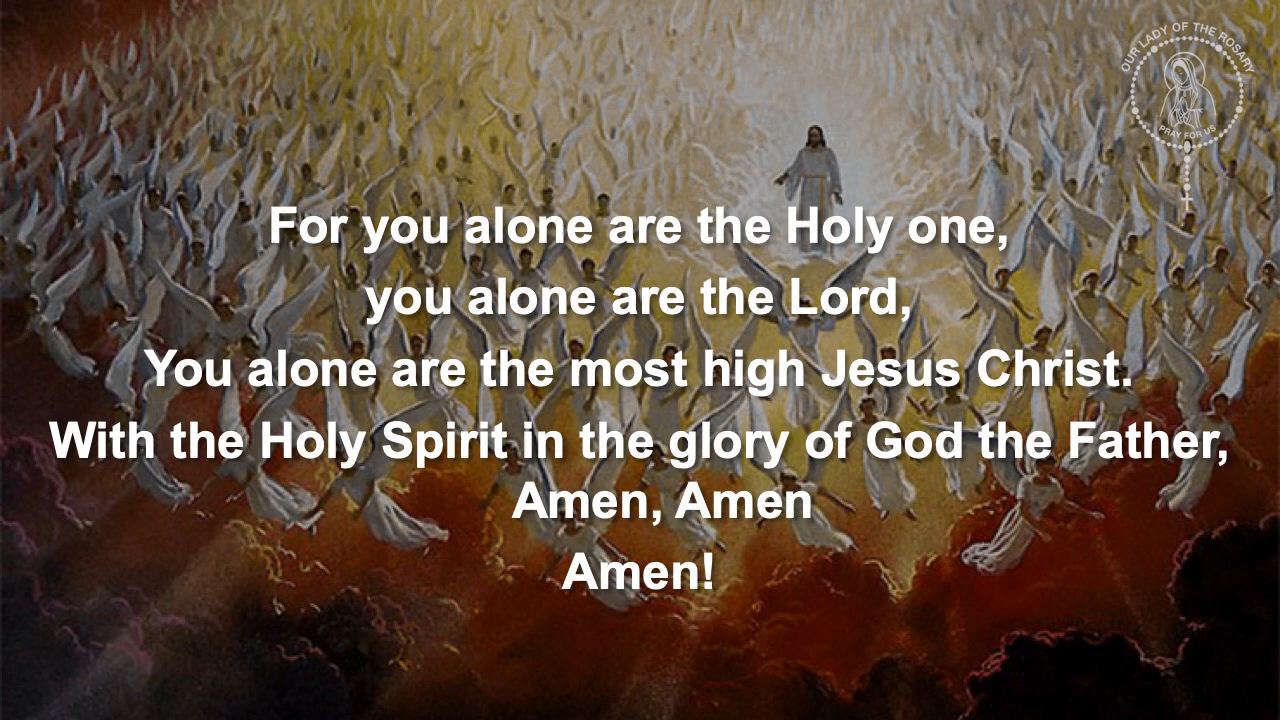 OUR LADY OF THE ROSARY
PRAY FOR US
For you alone are the Holy one,
you alone are the Lord,
You alone are the most high Jesus Christ.
With the Holy Spirit in the glory of God the Father,
Amen, Amen
Amen!